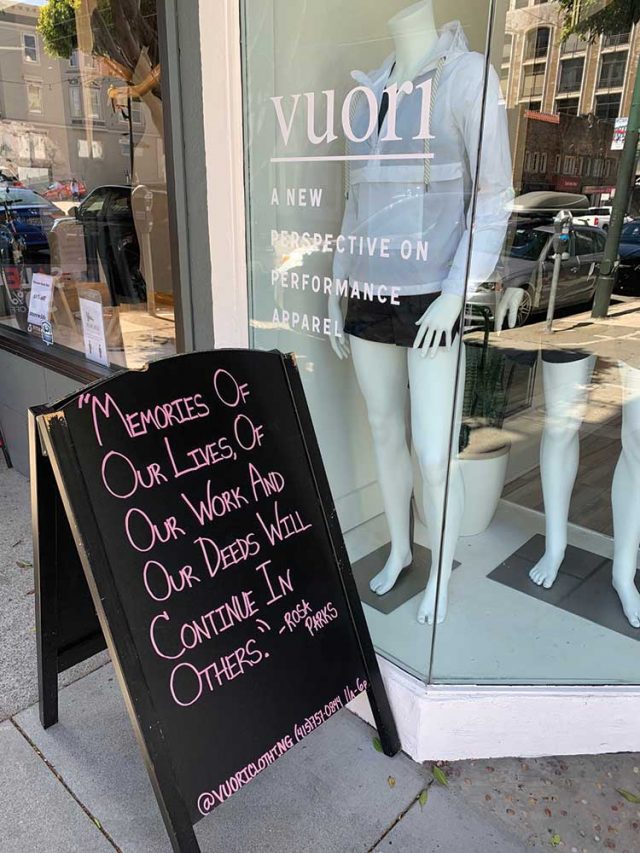 vuori
A NEW
PERSPECTIVE ON
PERFORMANCE
APPAREL
"MEMORIES OF
OUR LIVES, OF
OUR WORK AND
OUR DEEDS WILL
CONTINUE IN
OTHERS."
-ROSA
PARKS
@VUORICLOTHING (415)757-0844 11a-6p